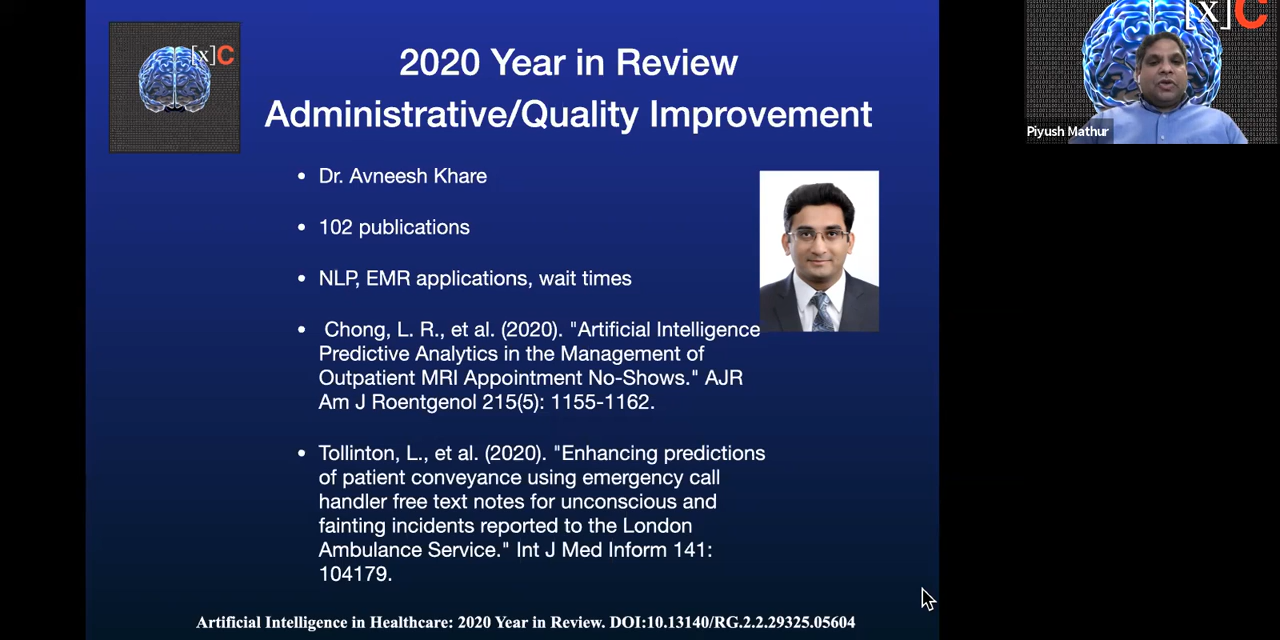 [x]C
2020 Year in Review
Administrative/Quality Improvement
• Dr. Avneesh Khare
• 102 publications
• NLP, EMR applications, wait times
• Chong, L. R., et al. (2020). "Artificial Intelligence
Predictive Analytics in the Management of
Outpatient MRI Appointment No-Shows." AJR
Am J Roentgenol 215(5): 1155-1162.
• Tollinton, L., et al. (2020). "Enhancing predictions
of patient conveyance using emergency call
handler free text notes for unconscious and
fainting incidents reported to the London
Ambulance Service." Int J Med Inform 141:
104179.
Artificial Intelligence in Healthcare: 2020 Year in Review. DOI:10.13140/RG.2.2.29325.05604
[x]C
Piyush Mathur